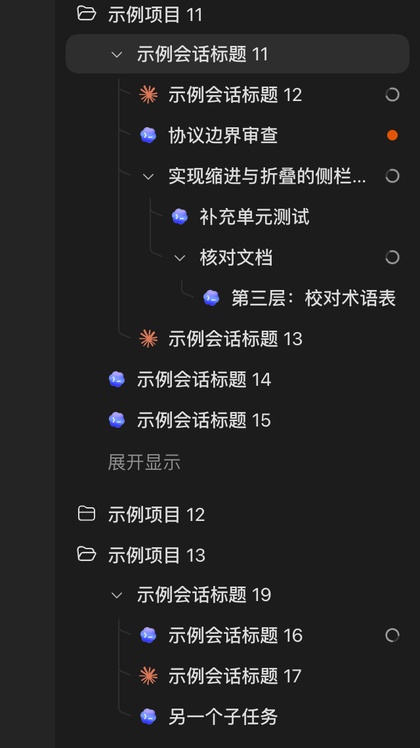 示例项目 11
示例会话标题 11
示例会话标题 12
协议边界审查
实现缩进与折叠的侧栏...
补充单元测试
核对文档
第三层：校对术语表
示例会话标题 13
示例会话标题 14
示例会话标题 15
展开显示
示例项目 12
示例项目 13
示例会话标题 19
示例会话标题 16
示例会话标题 17
另一个子任务